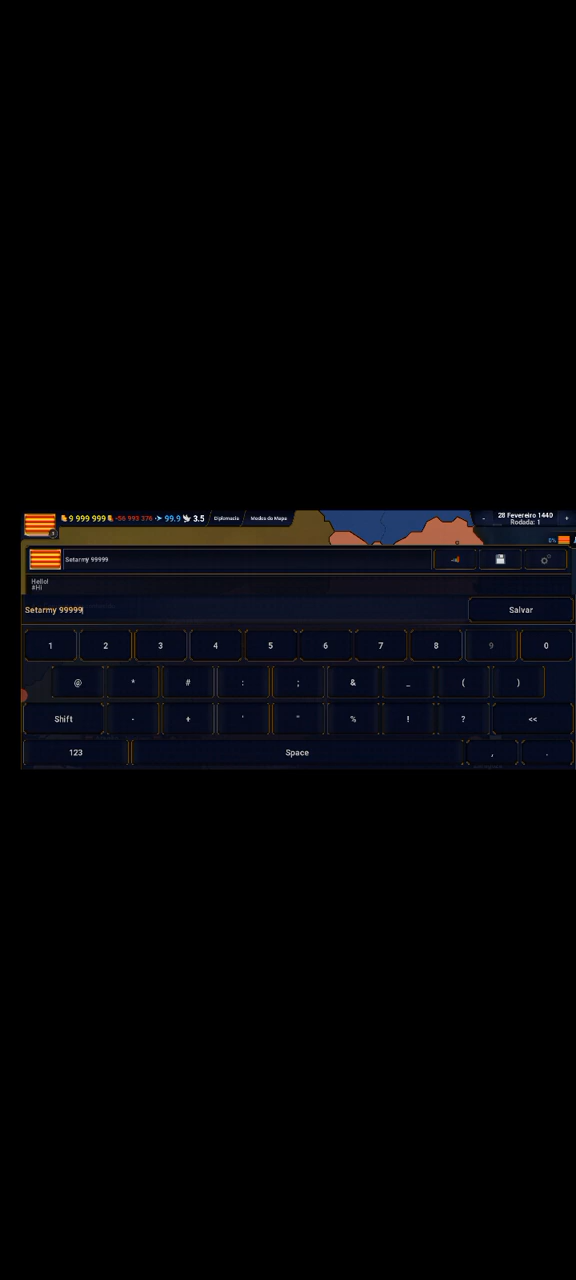 9 999 999 -56 993 376 99.9 3.5 Diplomacia Modos do Mapa - 28 Fevereiro 1440 +
Rodada: 1
0%
Setarmy 99999
Hello!
#Hi
Setarmy 99999 Salvar
1 2 3 4 5 6 7 8 9 0
@ * # : ; & _ ( )
Shift - + ' " % ! ? <<
123 Space , .